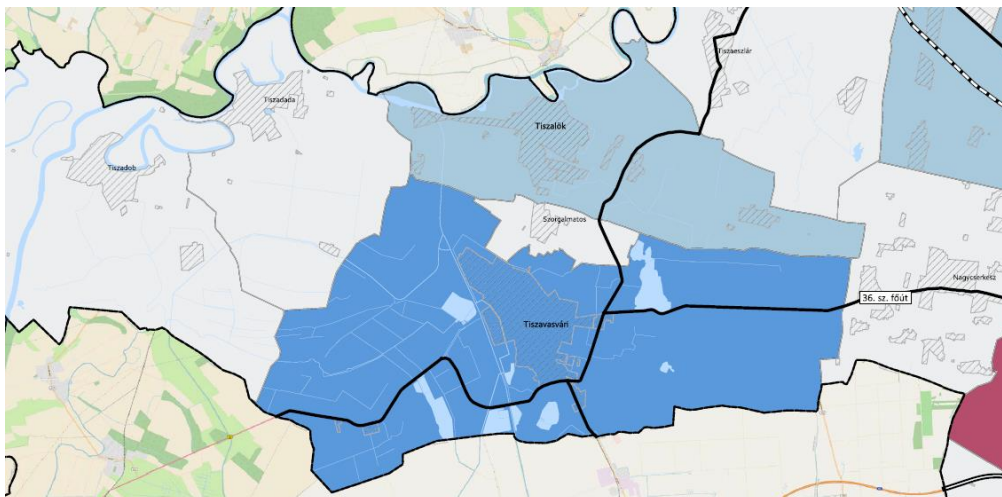 Tiszaeszlár
Tiszadada
Tiszalök
Tiszadob
Szorgalmatos
Nagycserkesz
36. sz. főút
Tiszavasvári